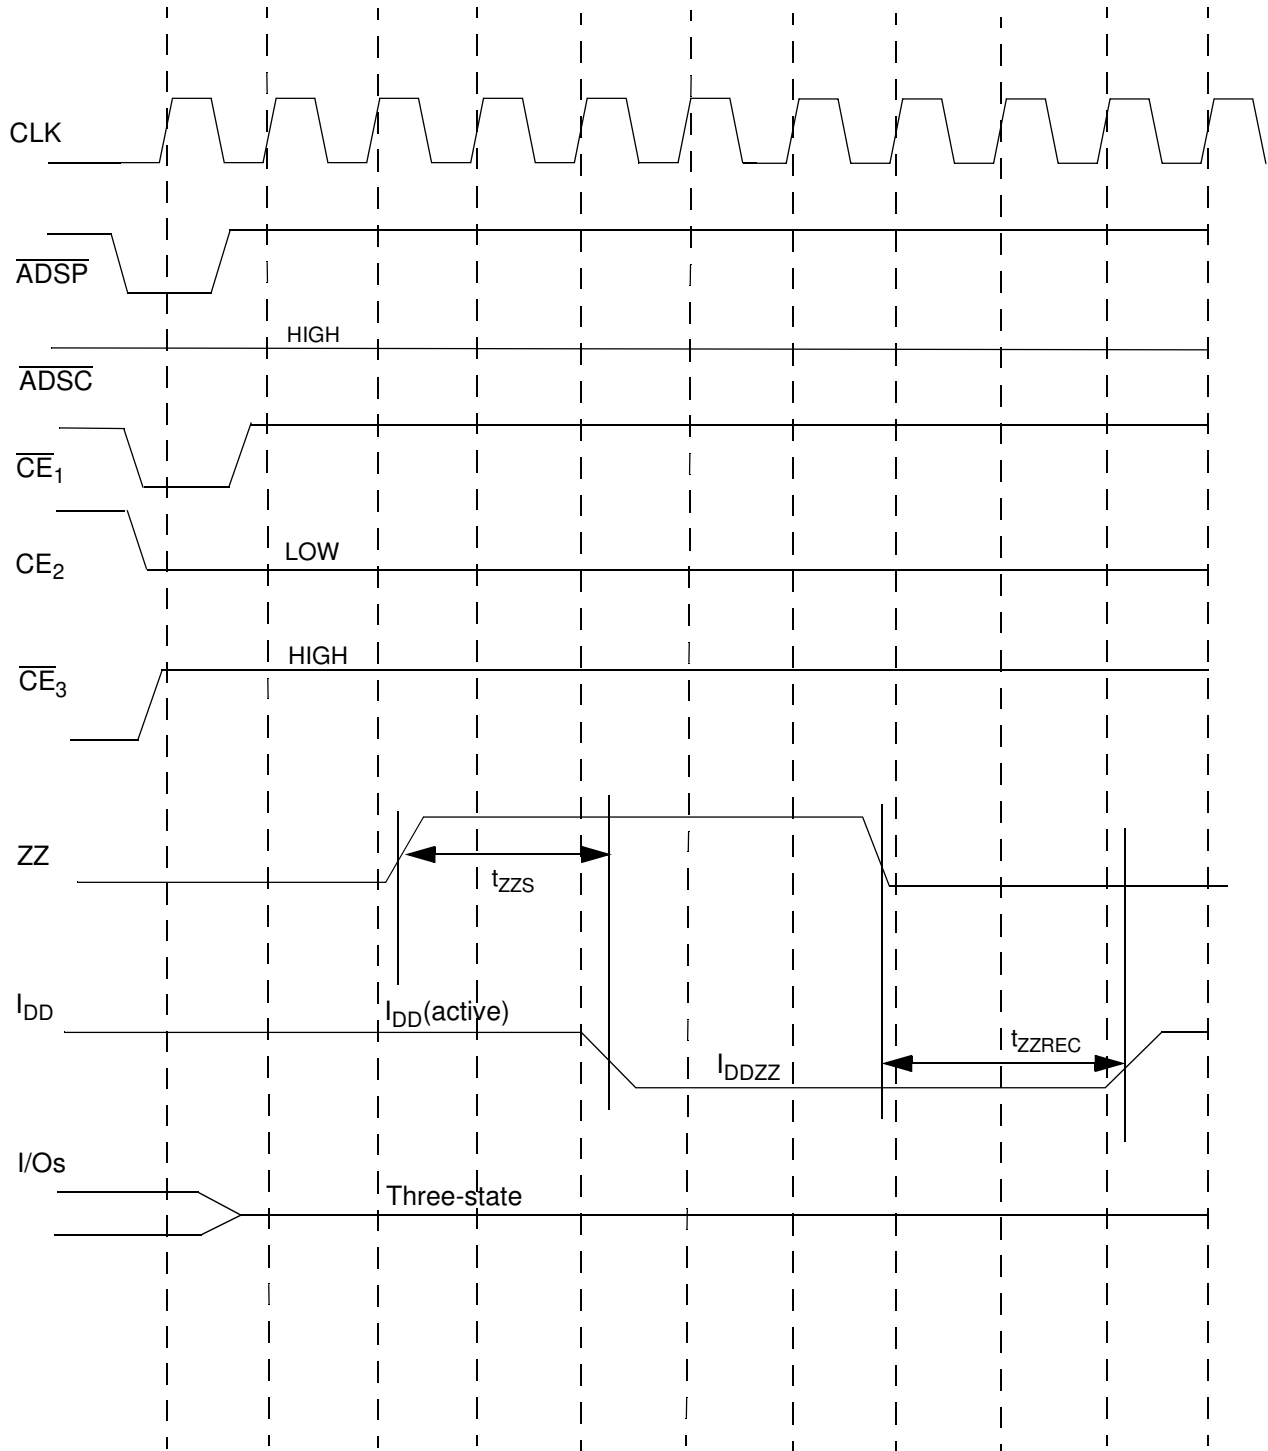 CLK
ADSP
HIGH
ADSC
CE1
LOW
CE2
HIGH
CE3
ZZ
tZZS
IDD
IDD(active)
tZZREC
IDDZZ
I/Os
Three-state